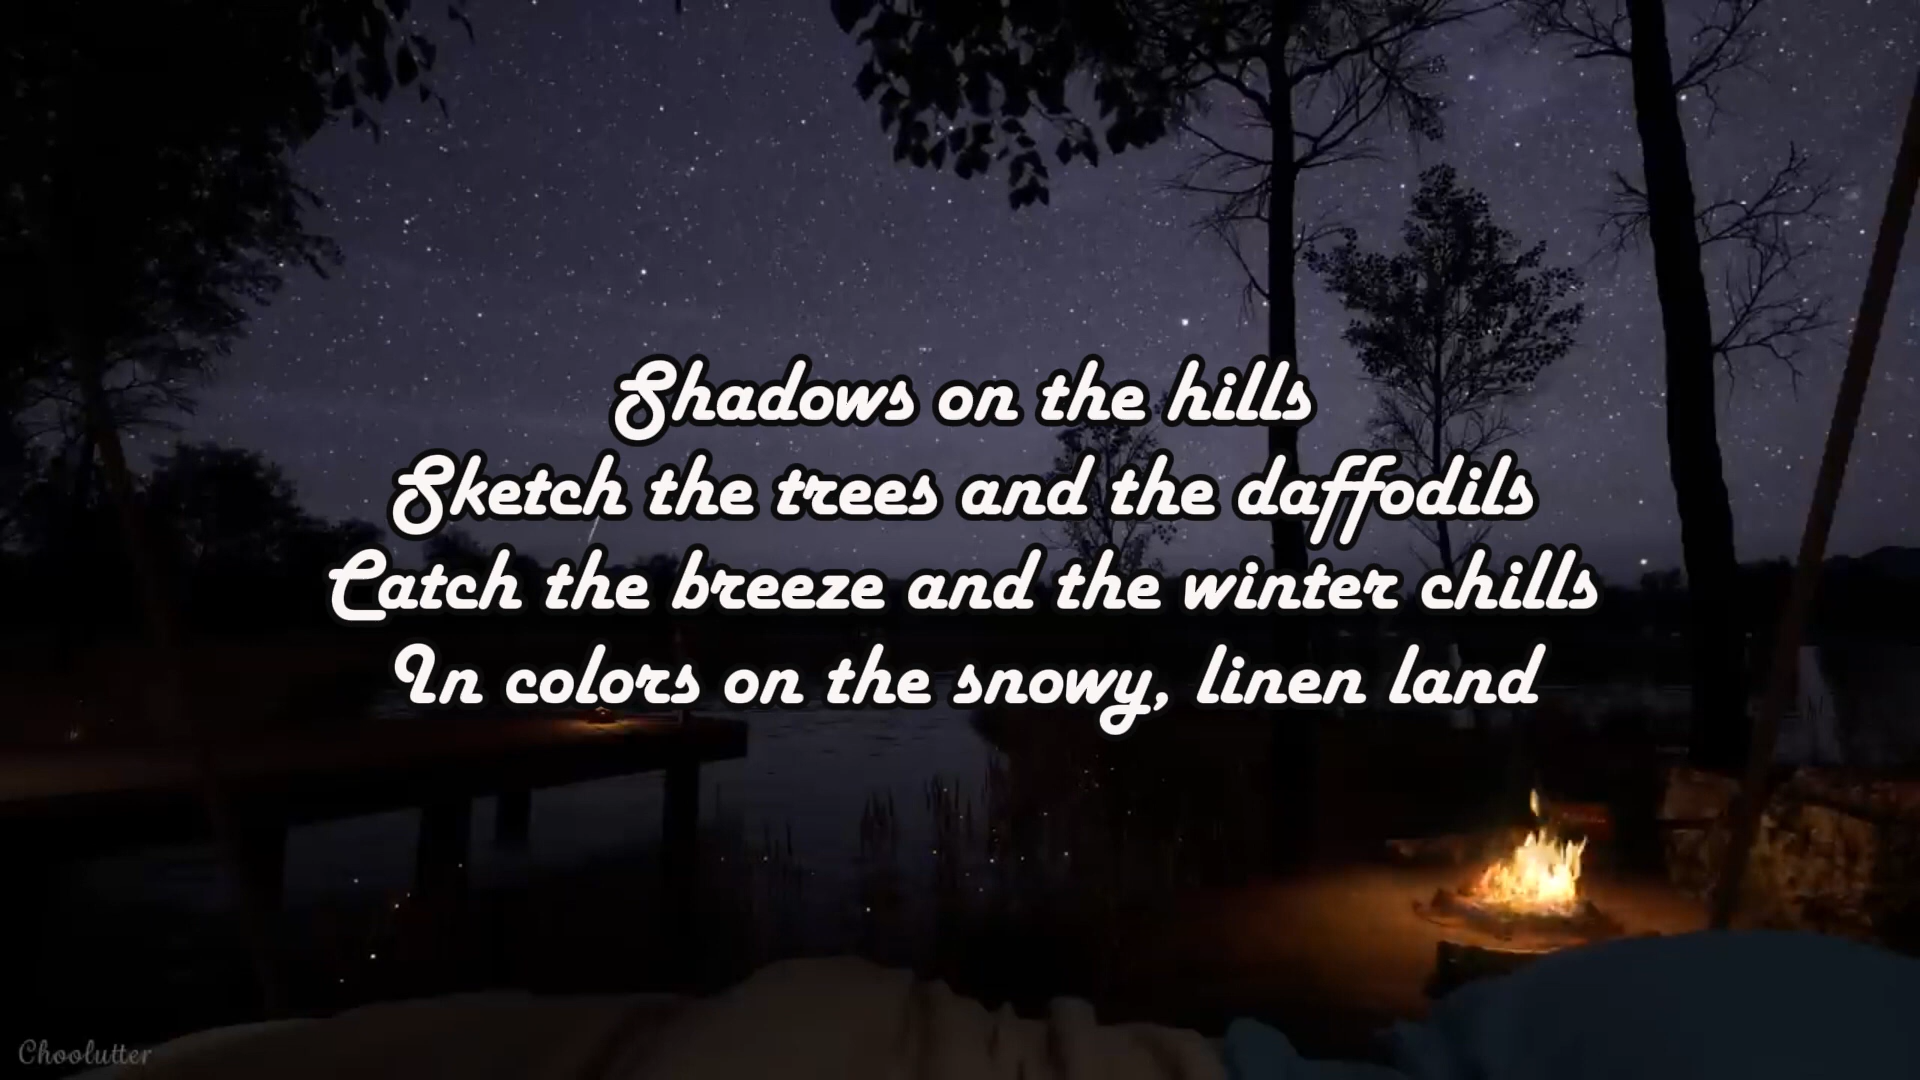 Shadows on the hills
Sketch the trees and the daffodils
Catch the breeze and the winter chills
In colors on the snowy, linen land
Choolutter